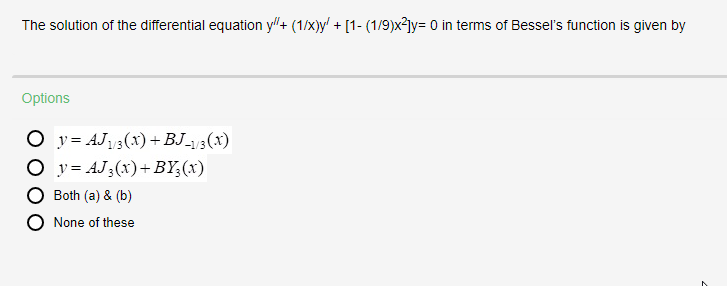 The solution of the differential equation y//+ (1/x)y/ + [1- (1/9)x²]y= 0 in terms of Bessel's function is given by
Options
y = AJ₁/₃(x) + BJ₋₁/₃(x)
y = AJ₃(x) + BY₃(x)
Both (a) & (b)
None of these